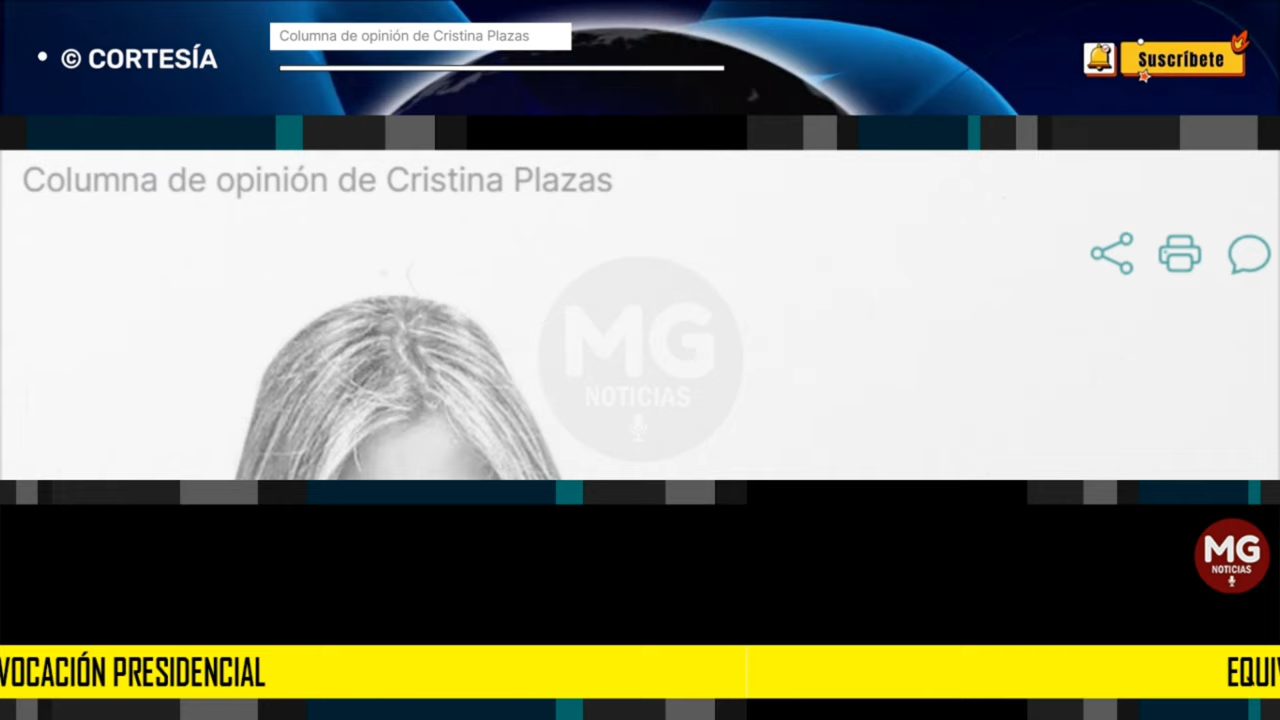 • © CORTESÍA
Columna de opinión de Cristina Plazas
Suscríbete
Columna de opinión de Cristina Plazas
MG
NOTICIAS
MG
NOTICIAS
VOCACIÓN PRESIDENCIAL
EQUI